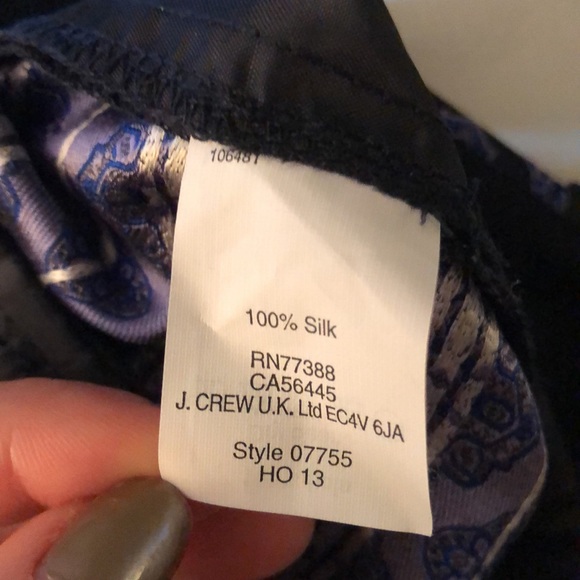 106481
100% Silk
RN77388
CA56445
J. CREW U.K. Ltd EC4V 6JA
Style 07755
HO 13